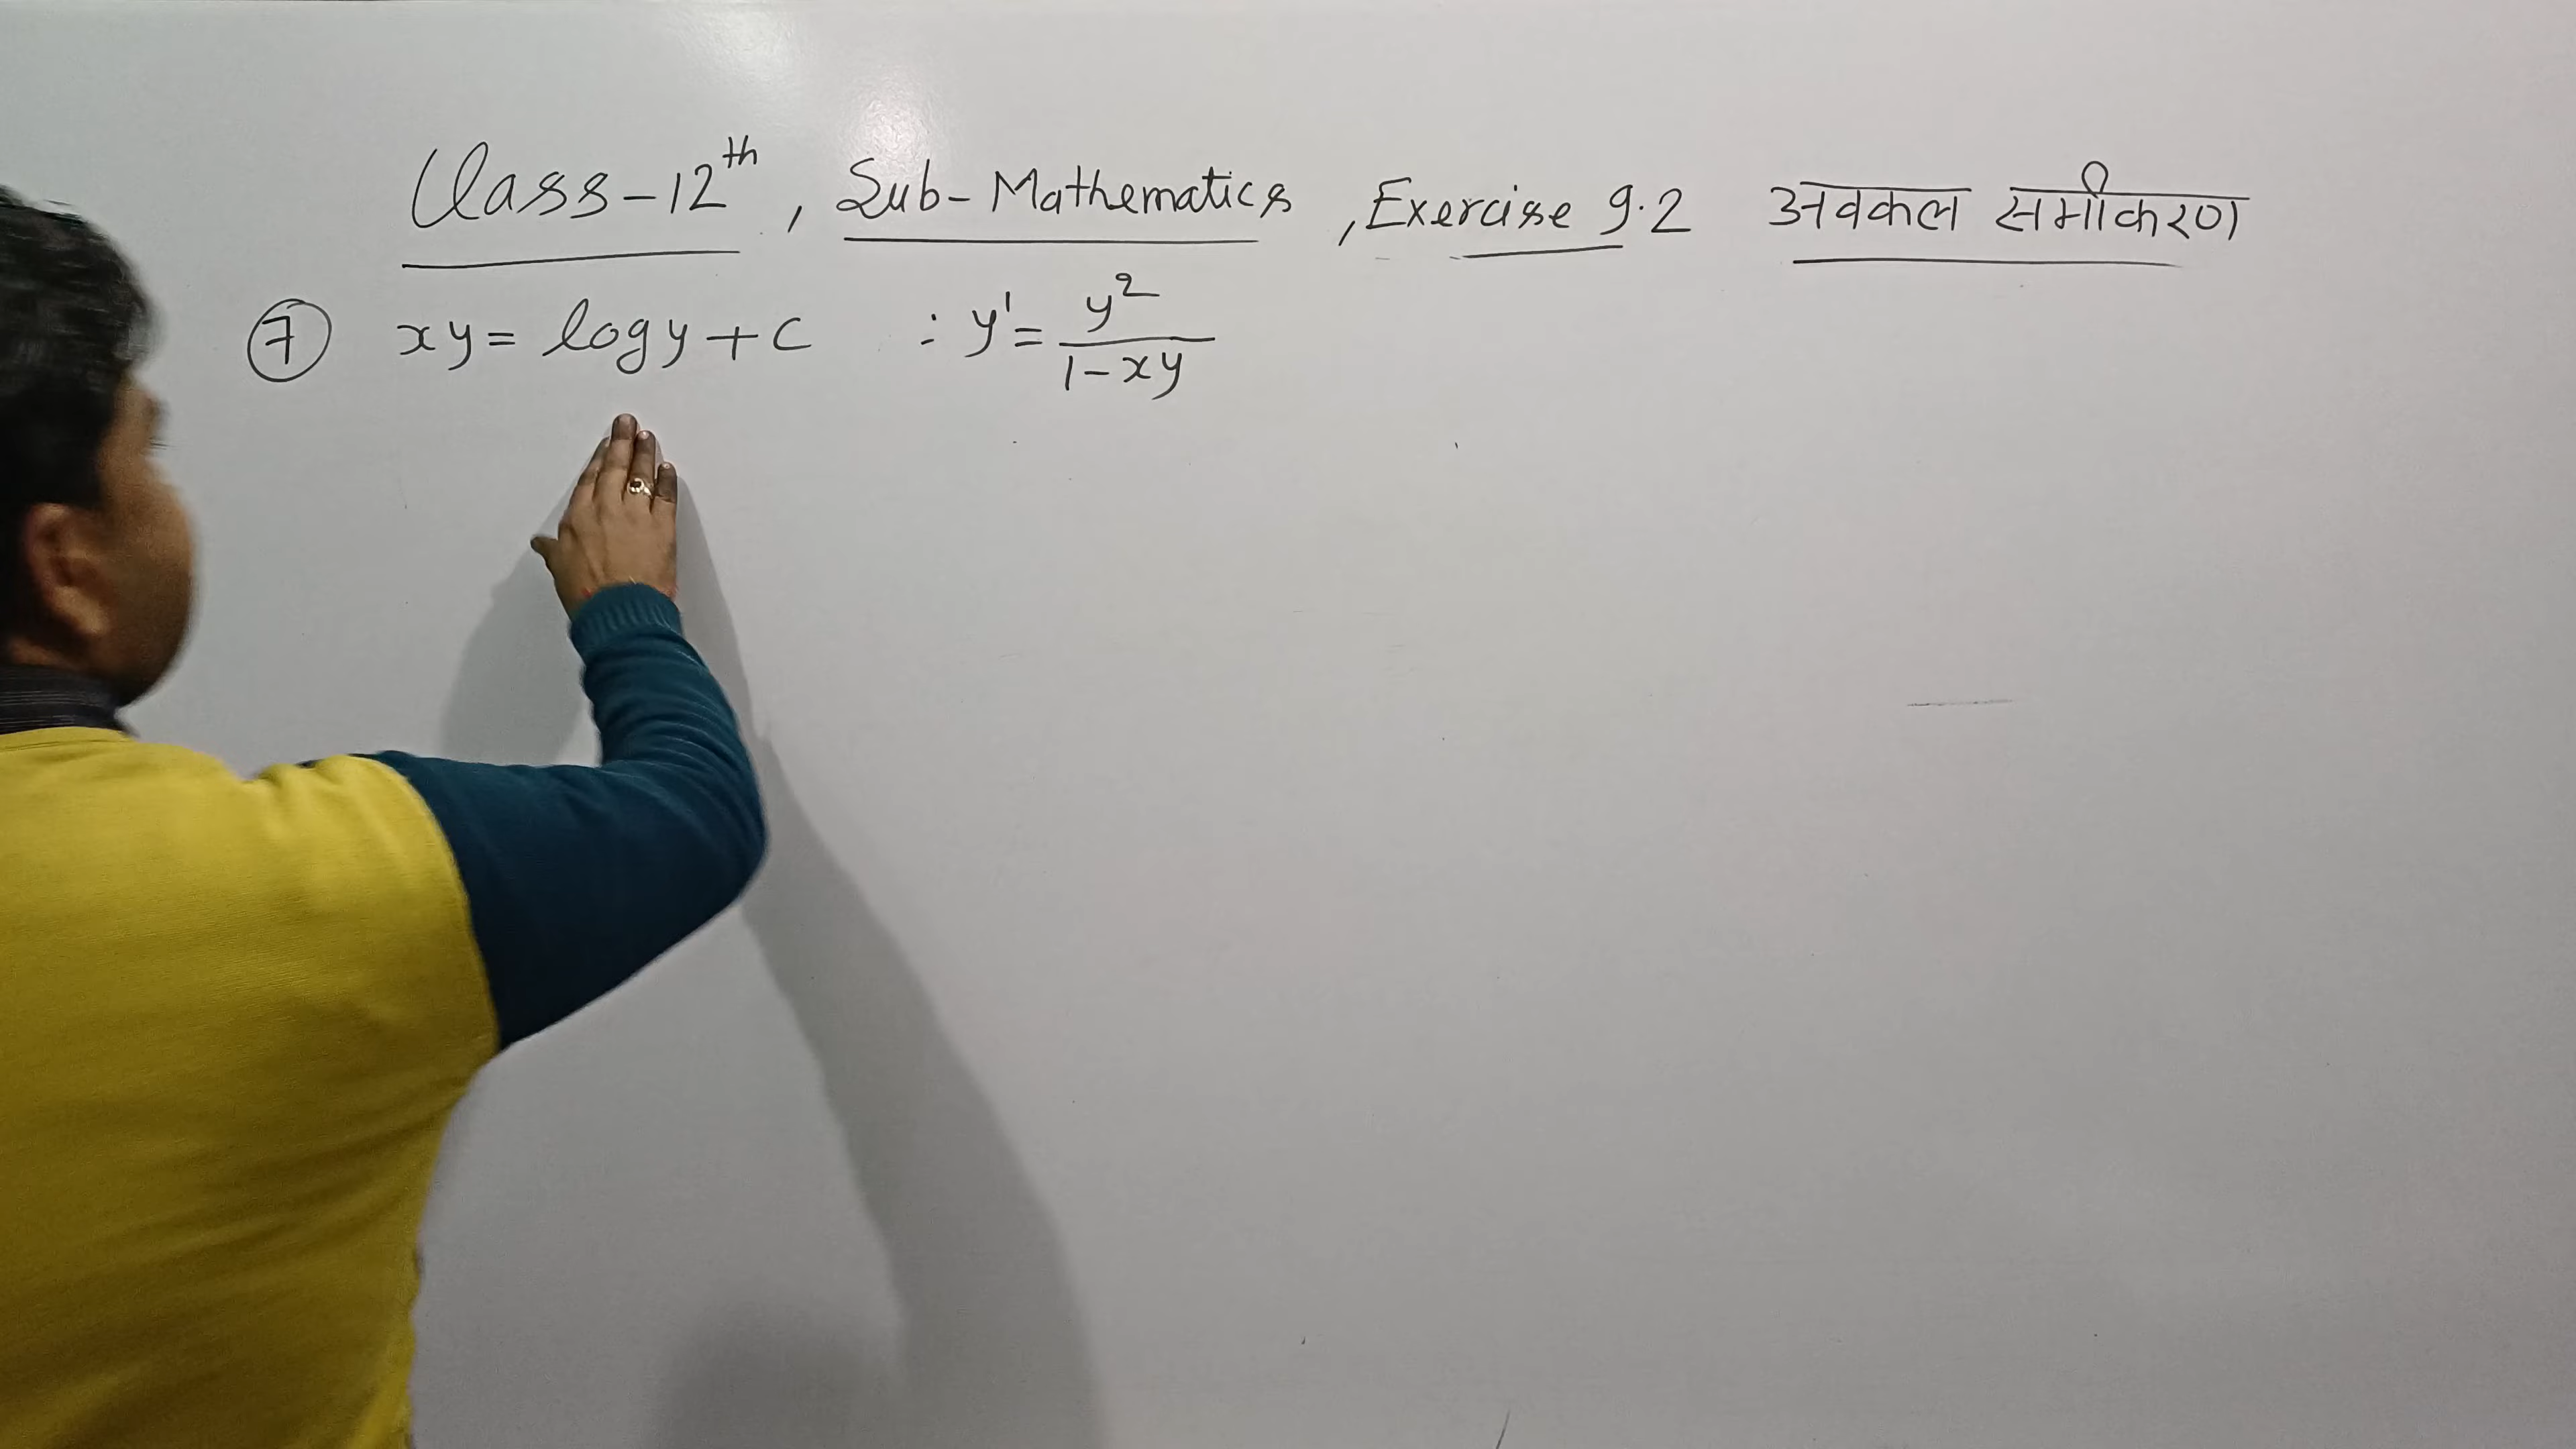 Class-12th, Sub-Mathematics, Exercise 9.2 अवकल समीकरण
7 xy = log y + C : y' = y²/(1-xy)